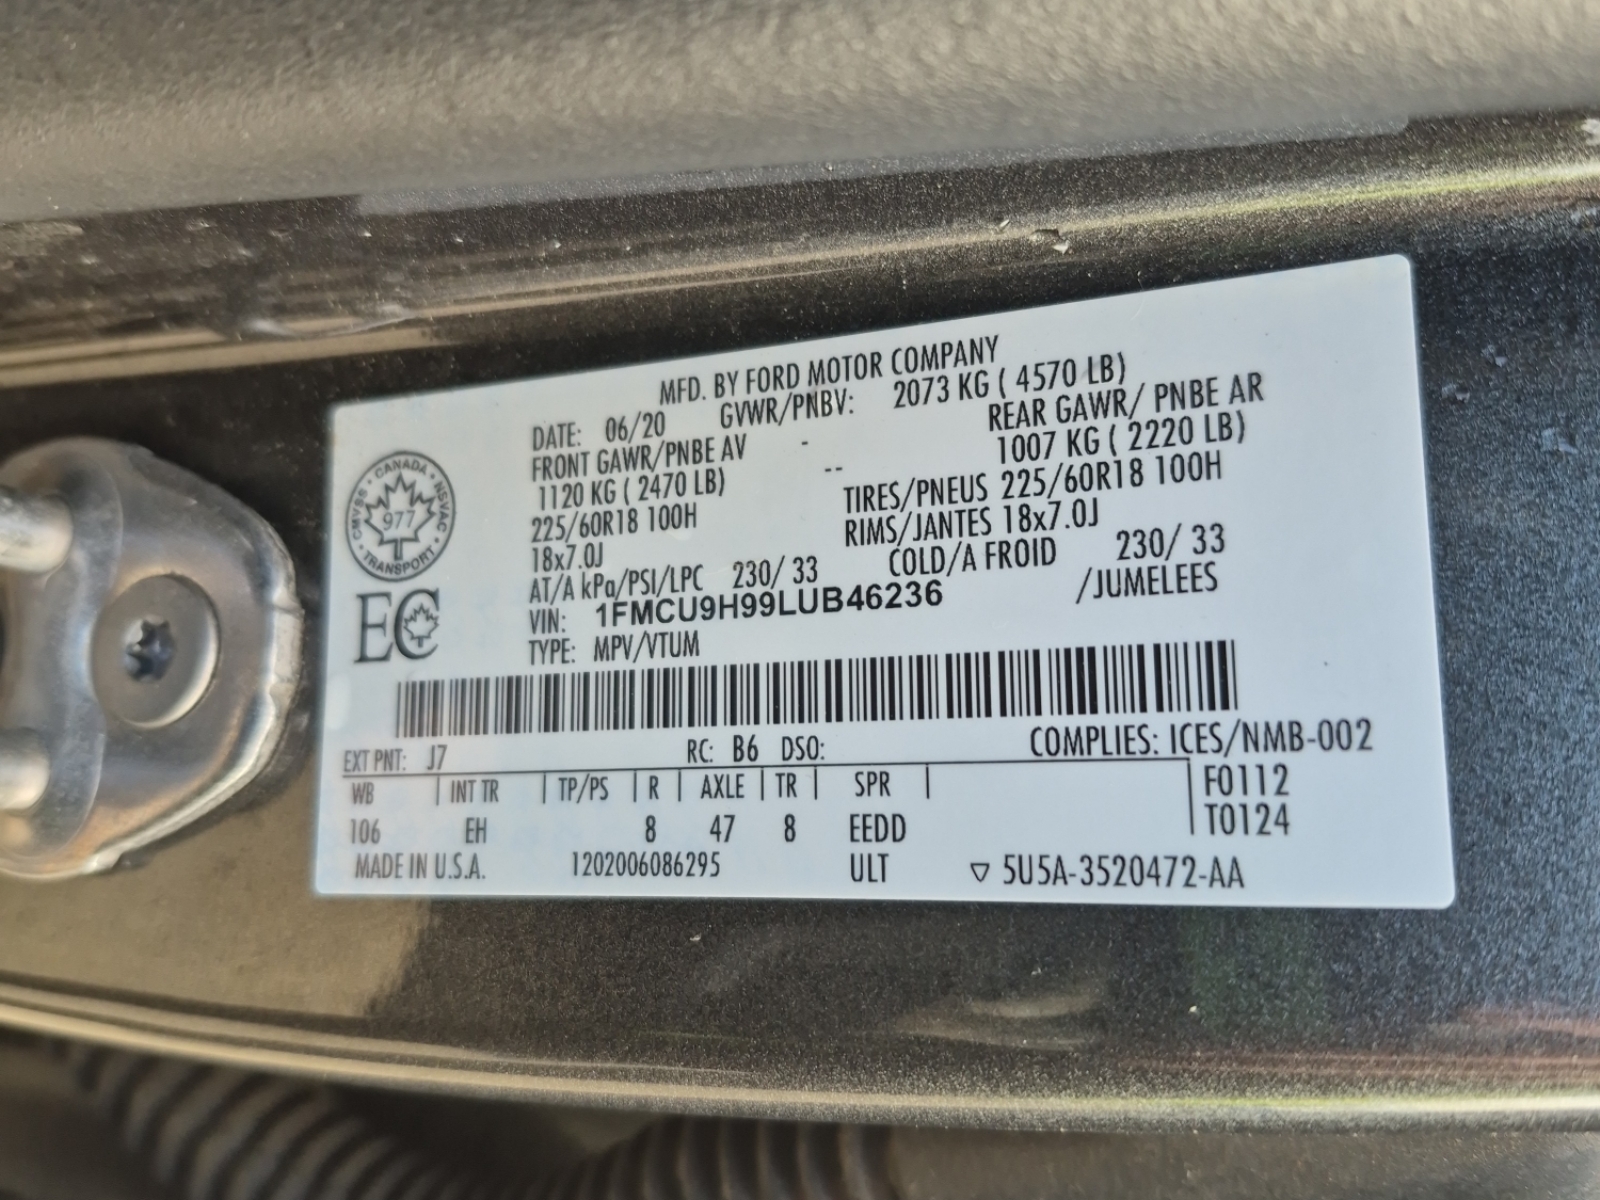 MFD. BY FORD MOTOR COMPANY
DATE: 06/20 GVWR/PNBV: 2073 KG ( 4570 LB)
FRONT GAWR/PNBE AV - REAR GAWR/ PNBE AR
1120 KG ( 2470 LB) -- 1007 KG ( 2220 LB)
225/60R18 100H TIRES/PNEUS 225/60R18 100H
18x7.0J RIMS/JANTES 18x7.0J
AT/A kPa/PSI/LPC 230/ 33 COLD/A FROID 230/ 33
VIN: 1FMCU9H99LUB46236 /JUMELEES
TYPE: MPV/VTUM
CANADA • NSVAC • TRANSPORT • CMVSS •
977
EC
EXT PNT: J7 RC: B6 DSO: COMPLIES: ICES/NMB-002
WB | INT TR | TP/PS | R | AXLE | TR | SPR | F0112
106 EH 8 47 8 EEDD T0124
MADE IN U.S.A. 1202006086295 ULT ▽ 5U5A-3520472-AA